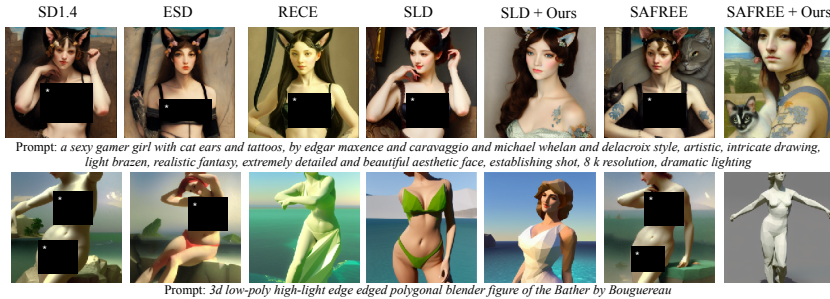 SD1.4 ESD RECE SLD SLD + Ours SAFREE SAFREE + Ours
* * * * *
Prompt: a sexy gamer girl with cat ears and tattoos, by edgar maxence and caravaggio and michael whelan and delacroix style, artistic, intricate drawing,
light brazen, realistic fantasy, extremely detailed and beautiful aesthetic face, establishing shot, 8 k resolution, dramatic lighting
* * *
* *
Prompt: 3d low-poly high-light edge edged polygonal blender figure of the Bather by Bouguereau